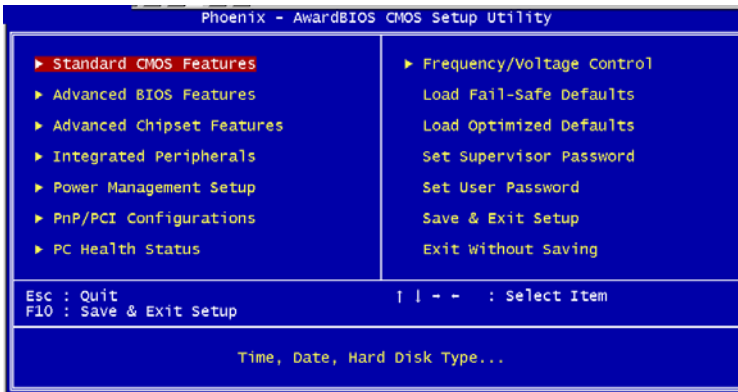 Phoenix - AwardBIOS CMOS Setup Utility
▶ Standard CMOS Features
▶ Advanced BIOS Features
▶ Advanced Chipset Features
▶ Integrated Peripherals
▶ Power Management Setup
▶ PnP/PCI Configurations
▶ PC Health Status
▶ Frequency/Voltage Control
Load Fail-Safe Defaults
Load Optimized Defaults
Set Supervisor Password
Set User Password
Save & Exit Setup
Exit Without Saving
Esc : Quit
F10 : Save & Exit Setup
↑ ↓ → ← : Select Item
Time, Date, Hard Disk Type...